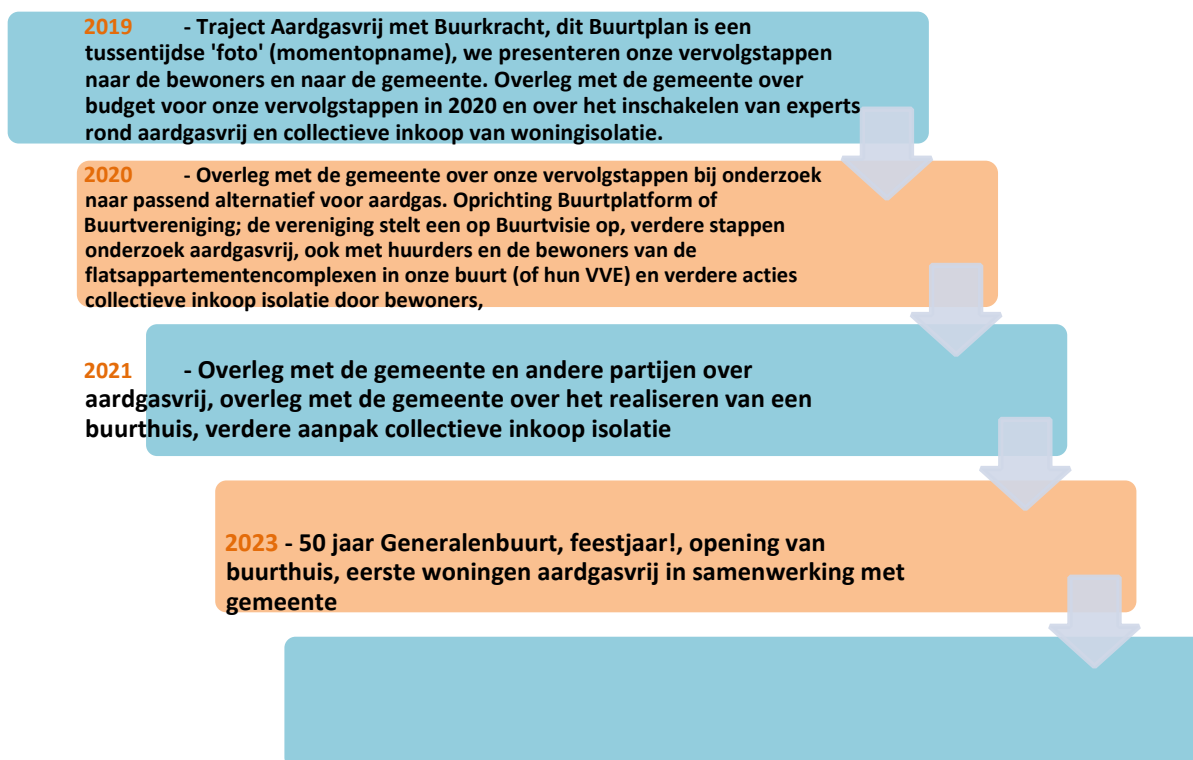 2019 - Traject Aardgasvrij met Buurkracht, dit Buurtplan is een
tussentijdse 'foto' (momentopname), we presenteren onze vervolgstappen
naar de bewoners en naar de gemeente. Overleg met de gemeente over
budget voor onze vervolgstappen in 2020 en over het inschakelen van experts
rond aardgasvrij en collectieve inkoop van woningisolatie.
2020 - Overleg met de gemeente over onze vervolgstappen bij onderzoek
naar passend alternatief voor aardgas. Oprichting Buurtplatform of
Buurtvereniging; de vereniging stelt een op Buurtvisie op, verdere stappen
onderzoek aardgasvrij, ook met huurders en de bewoners van de
flatsappartementencomplexen in onze buurt (of hun VVE) en verdere acties
collectieve inkoop isolatie door bewoners,
2021 - Overleg met de gemeente en andere partijen over
aardgasvrij, overleg met de gemeente over het realiseren van een
buurthuis, verdere aanpak collectieve inkoop isolatie
2023 - 50 jaar Generalenbuurt, feestjaar!, opening van
buurthuis, eerste woningen aardgasvrij in samenwerking met
gemeente